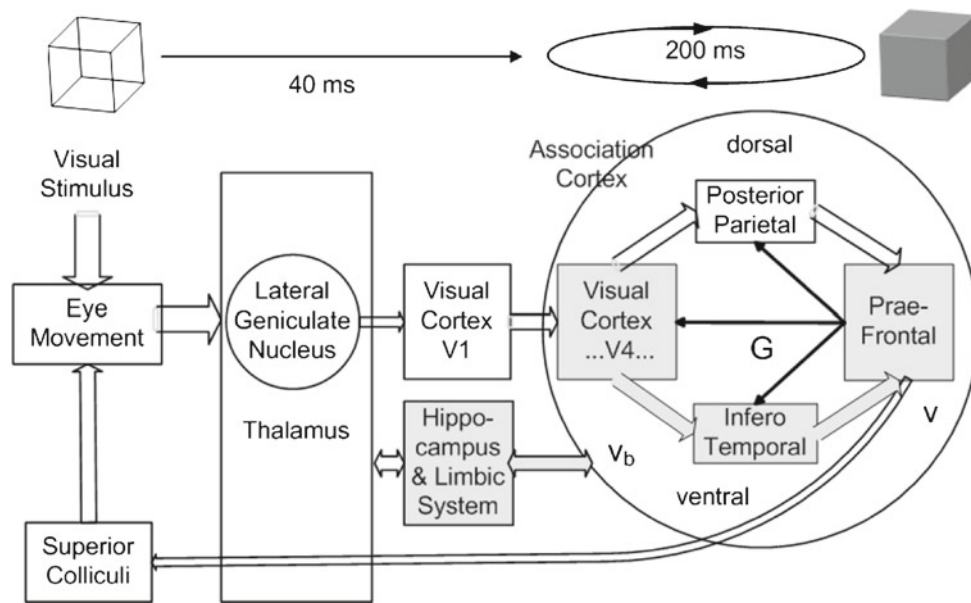 40 ms
200 ms
Visual
Stimulus
Association
Cortex
dorsal
Posterior
Parietal
Eye
Movement
Lateral
Geniculate
Nucleus
Visual
Cortex
V1
Visual
Cortex
...V4...
G
Prae-
Frontal
Thalamus
Hippo-
campus
& Limbic
System
Infero
Temporal
v
v_b
ventral
Superior
Colliculi